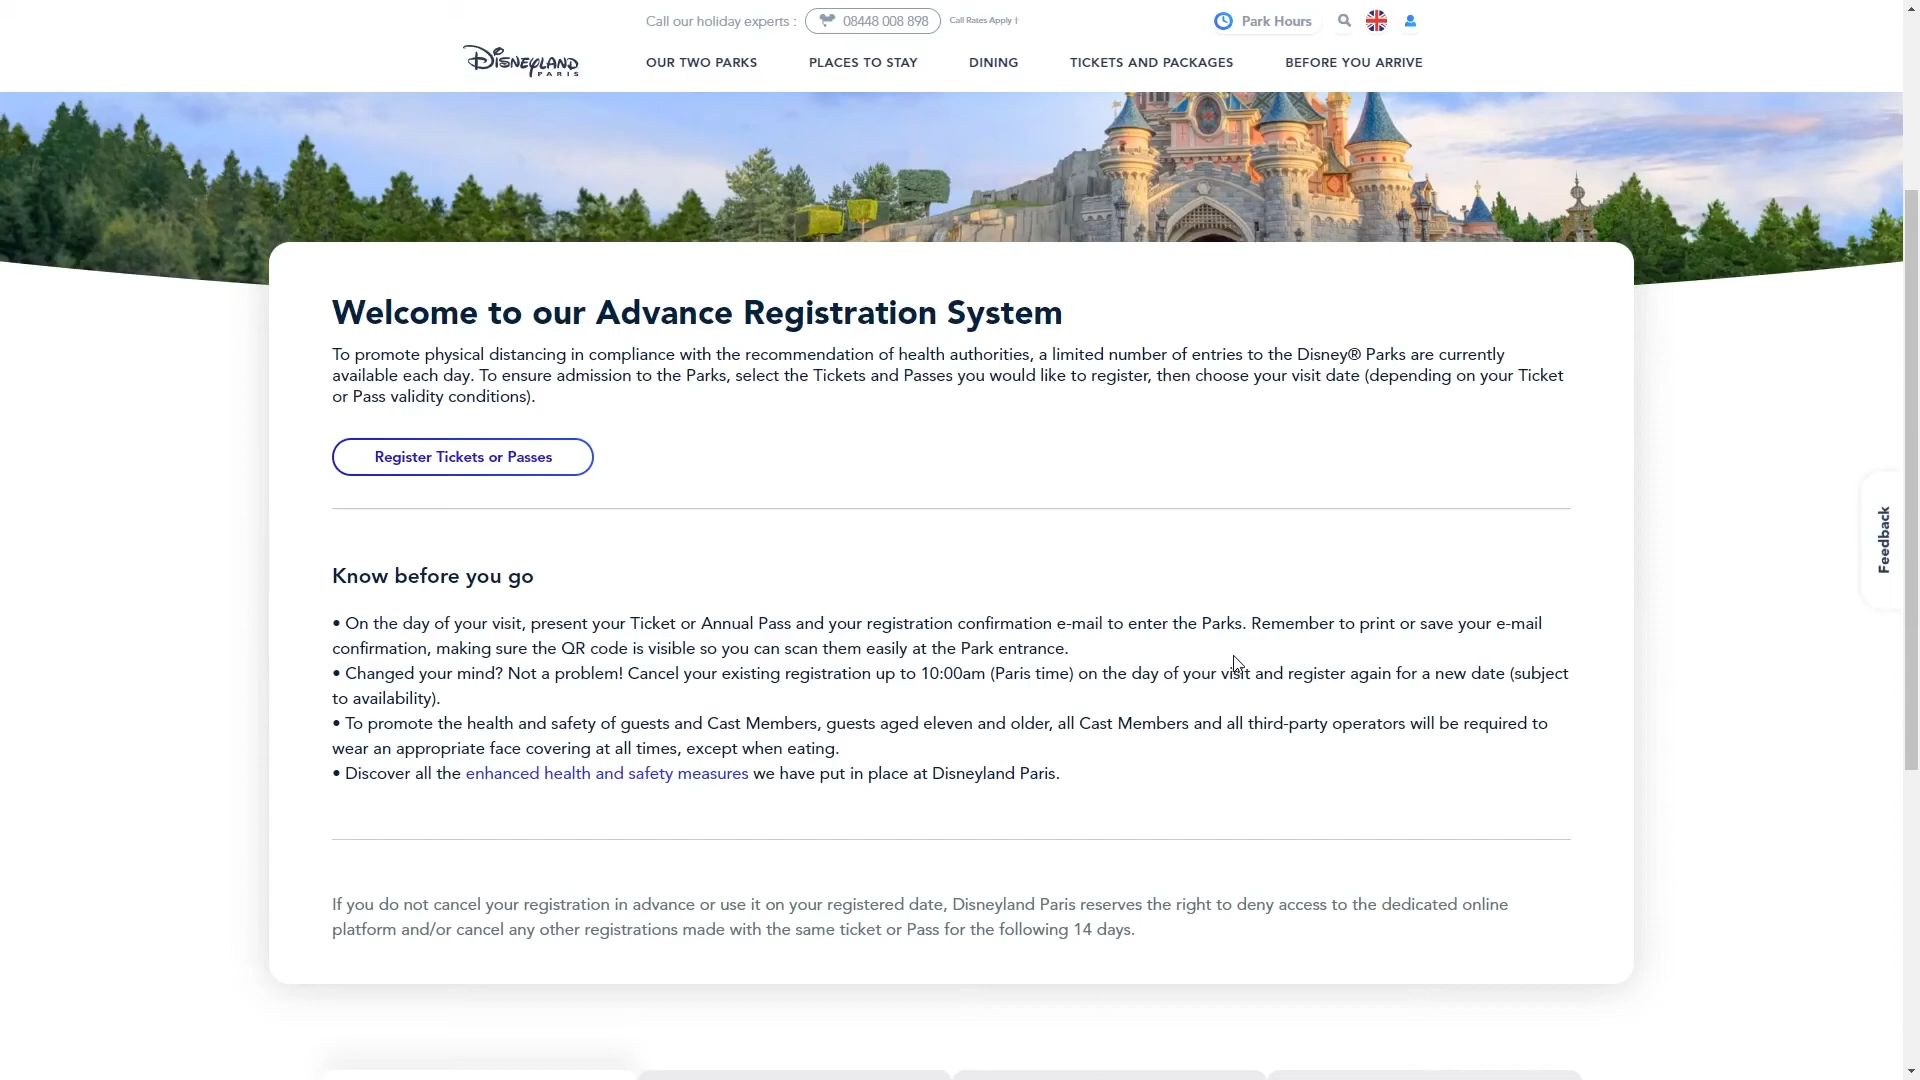 Call our holiday experts : 08448 008 898 Call Rates Apply † Park Hours
Disneyland
PARIS
OUR TWO PARKS PLACES TO STAY DINING TICKETS AND PACKAGES BEFORE YOU ARRIVE
Welcome to our Advance Registration System
To promote physical distancing in compliance with the recommendation of health authorities, a limited number of entries to the Disney® Parks are currently
available each day. To ensure admission to the Parks, select the Tickets and Passes you would like to register, then choose your visit date (depending on your Ticket
or Pass validity conditions).
Register Tickets or Passes
Feedback
Know before you go
• On the day of your visit, present your Ticket or Annual Pass and your registration confirmation e-mail to enter the Parks. Remember to print or save your e-mail
confirmation, making sure the QR code is visible so you can scan them easily at the Park entrance.
• Changed your mind? Not a problem! Cancel your existing registration up to 10:00am (Paris time) on the day of your visit and register again for a new date (subject
to availability).
• To promote the health and safety of guests and Cast Members, guests aged eleven and older, all Cast Members and all third-party operators will be required to
wear an appropriate face covering at all times, except when eating.
• Discover all the enhanced health and safety measures we have put in place at Disneyland Paris.
If you do not cancel your registration in advance or use it on your registered date, Disneyland Paris reserves the right to deny access to the dedicated online
platform and/or cancel any other registrations made with the same ticket or Pass for the following 14 days.